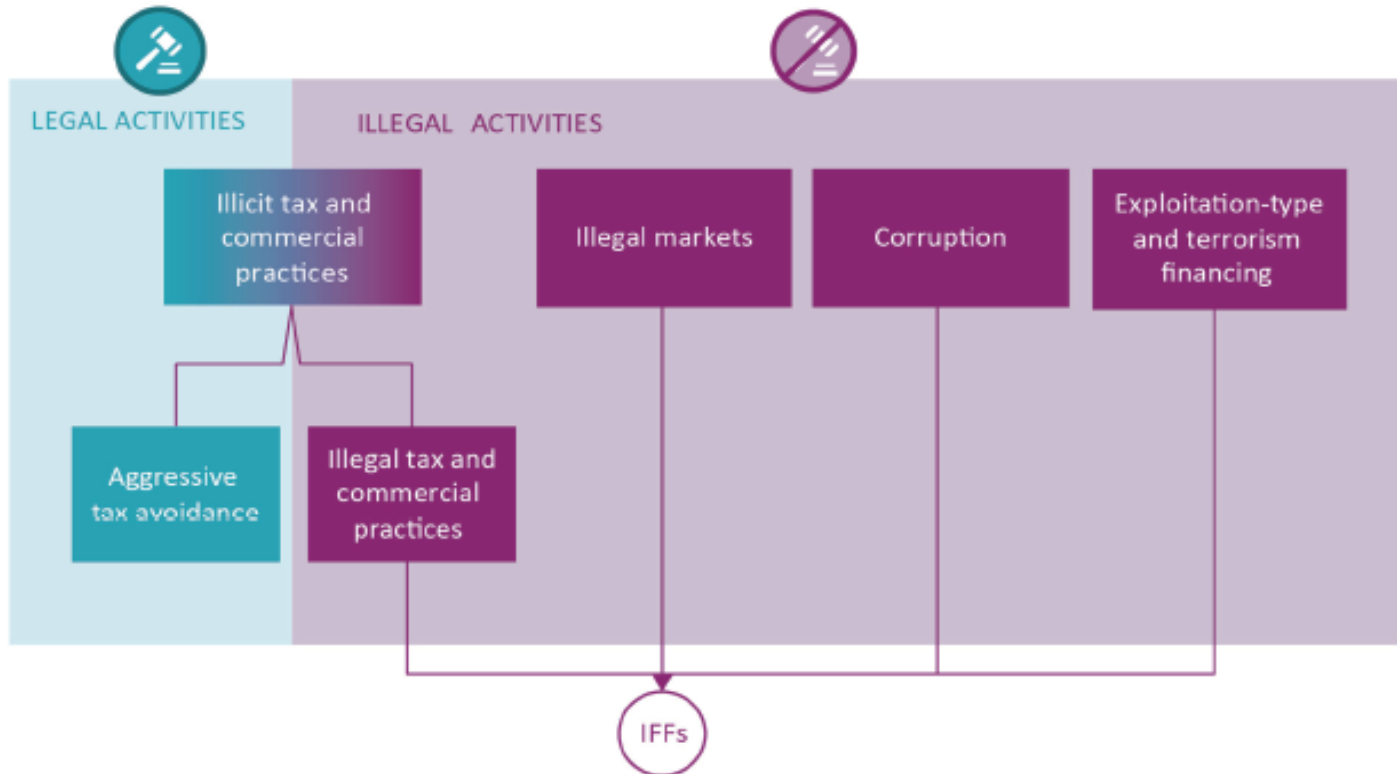 LEGAL ACTIVITIES
ILLEGAL ACTIVITIES
Illicit tax and
commercial
practices
Illegal markets
Corruption
Exploitation-type
and terrorism
financing
Aggressive
tax avoidance
Illegal tax and
commercial
practices
IFFs